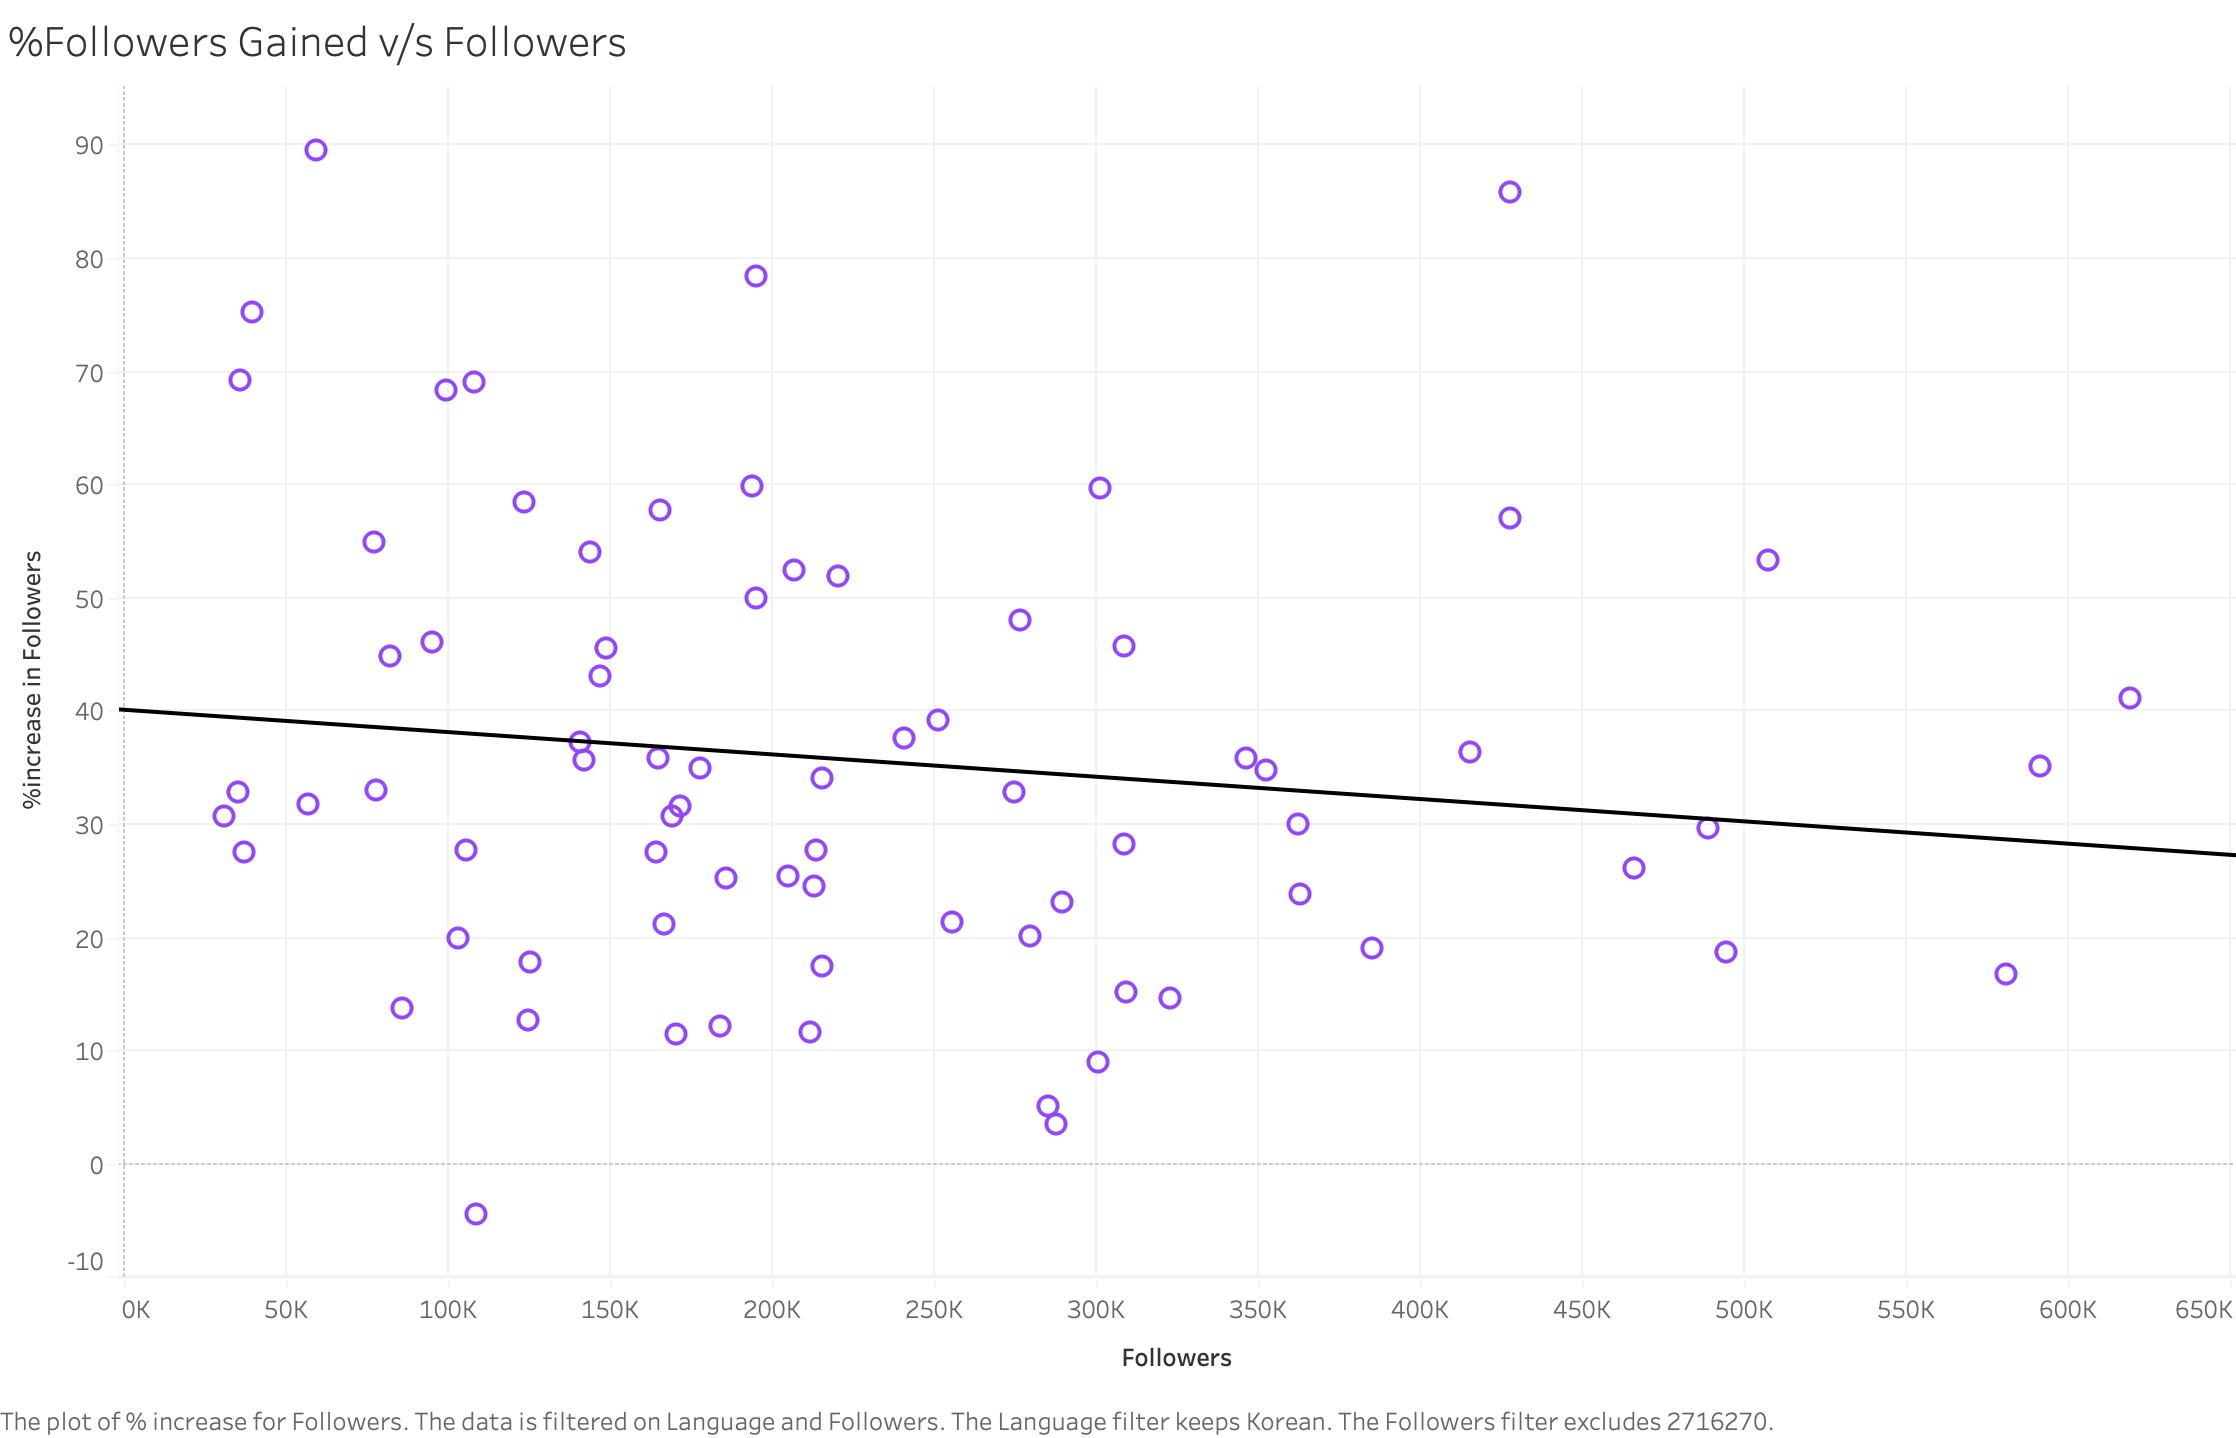 %Followers Gained v/s Followers
90
80
70
60
50
40
30
20
10
0
-10
%increase in Followers
0K 50K 100K 150K 200K 250K 300K 350K 400K 450K 500K 550K 600K 650K
Followers
The plot of % increase for Followers. The data is filtered on Language and Followers. The Language filter keeps Korean. The Followers filter excludes 2716270.